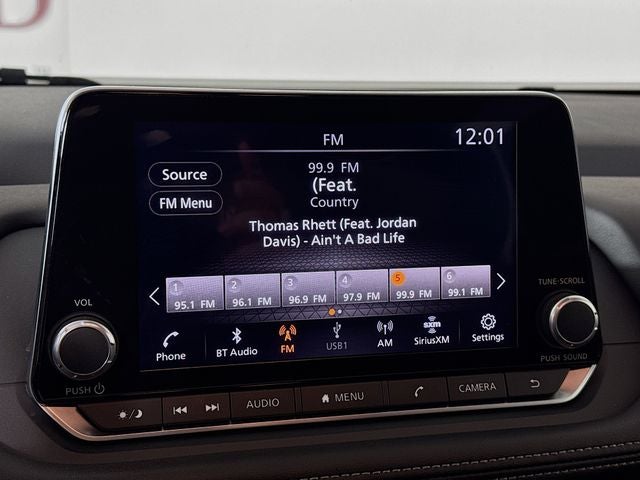 FM
12:01
Source
99.9 FM
(Feat.
FM Menu
Country
Thomas Rhett (Feat. Jordan
Davis) - Ain't A Bad Life
1 2 3 4 5 6
95.1 FM 96.1 FM 96.9 FM 97.9 FM 99.9 FM 99.1 FM
Phone BT Audio FM USB1 AM sxm SiriusXM Settings
VOL
PUSH
TUNE·SCROLL
PUSH SOUND
AUDIO MENU CAMERA